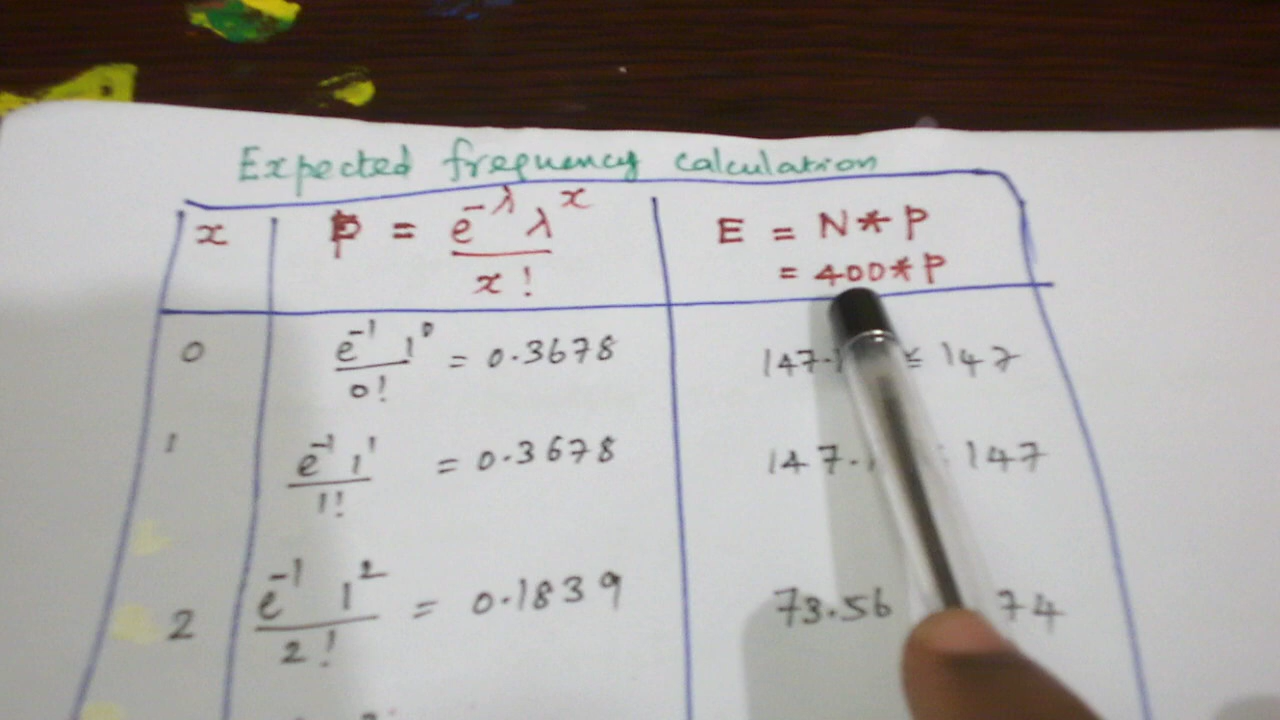 Expected frequency calculation
x P = e^-λ λ^x / x! E = N*P
= 400*P
0 e^-1 1^0 / 0! = 0.3678 147
1 e^-1 1^1 / 1! = 0.3678 147
2 e^-1 1^2 / 2! = 0.1839 73.56 74